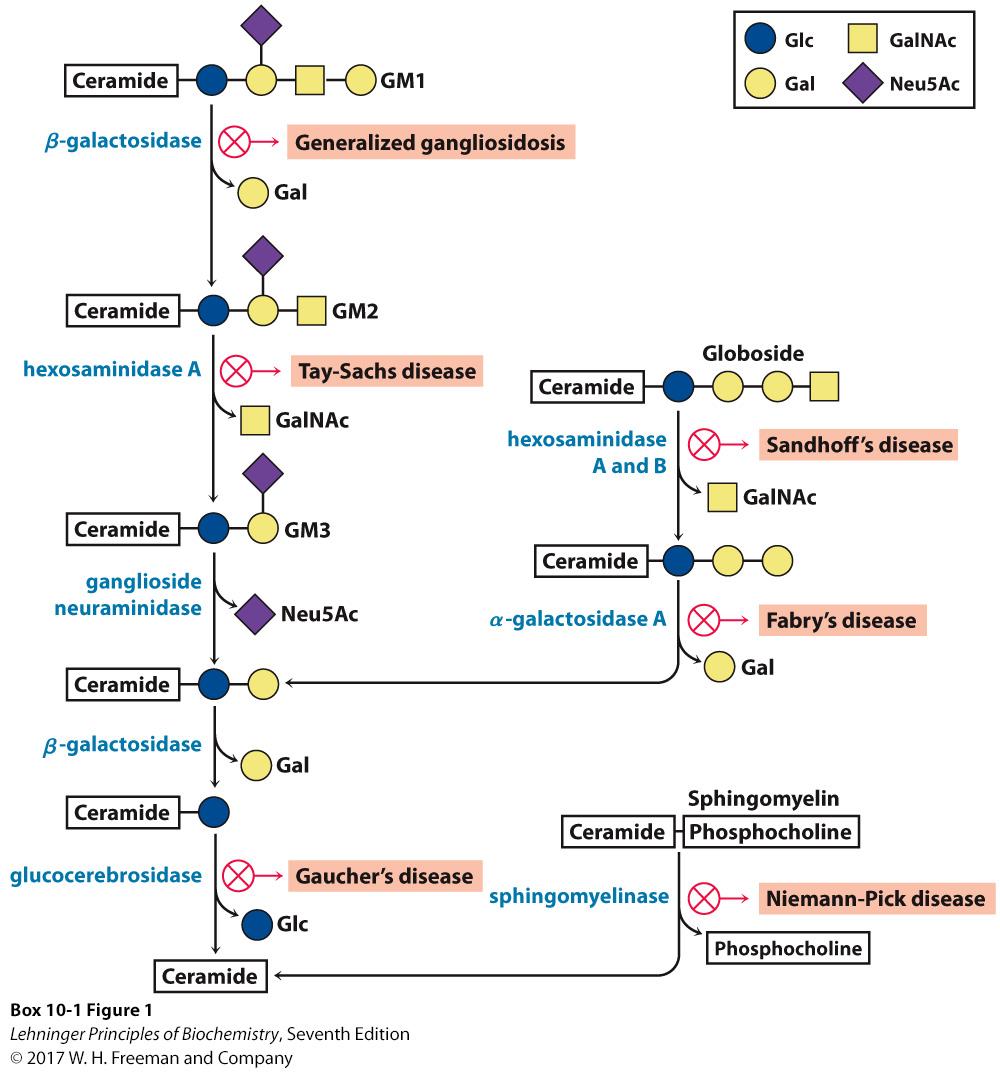 Glc
GalNAc
Gal
Neu5Ac
Ceramide
GM1
β-galactosidase
Generalized gangliosidosis
Gal
Ceramide
GM2
hexosaminidase A
Tay-Sachs disease
GalNAc
Ceramide
GM3
ganglioside
neuraminidase
Neu5Ac
Globoside
Ceramide
hexosaminidase
A and B
Sandhoff’s disease
GalNAc
Ceramide
α-galactosidase A
Fabry’s disease
Gal
Ceramide
β-galactosidase
Gal
Ceramide
glucocerebrosidase
Gaucher’s disease
Glc
Sphingomyelin
Ceramide
Phosphocholine
sphingomyelinase
Niemann-Pick disease
Phosphocholine
Ceramide
Box 10-1 Figure 1
Lehninger Principles of Biochemistry, Seventh Edition
© 2017 W. H. Freeman and Company